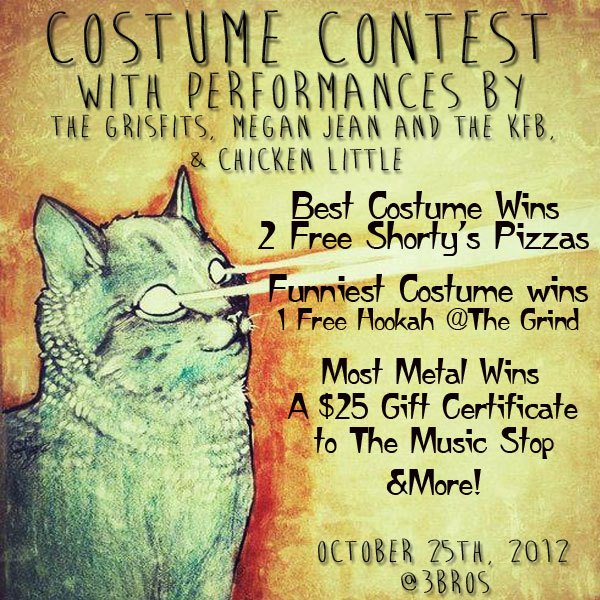 COSTUME CONTEST
WITH PERFORMANCES BY
THE GRISFITS, MEGAN JEAN AND THE KFB,
& CHICKEN LITTLE
Best Costume Wins
2 Free Shorty's Pizzas
Funniest Costume wins
1 Free Hookah @The Grind
Most Metal Wins
A $25 Gift Certificate
to The Music Stop
&More!
OCTOBER 25TH, 2012
@3BROS